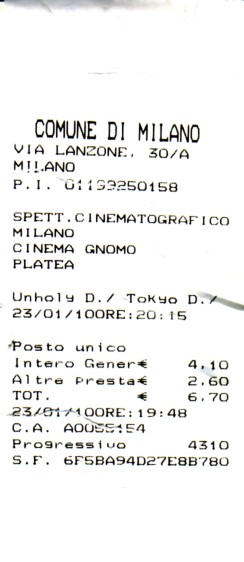 COMUNE DI MILANO
VIA LANZONE, 30/A
MILANO
P.I. 01199250158
SPETT.CINEMATOGRAFICO
MILANO
CINEMA GNOMO
PLATEA
Unholy D./ Tokyo D./
23/01/10ORE:20:15
Posto unico
Intero Gener€ 4.10
Altre Presta€ 2.60
TOT. € 6.70
23/01/10ORE:19:48
C.A. A0055154
Progressivo 4310
S.F. 6F5BA94D27E8B780